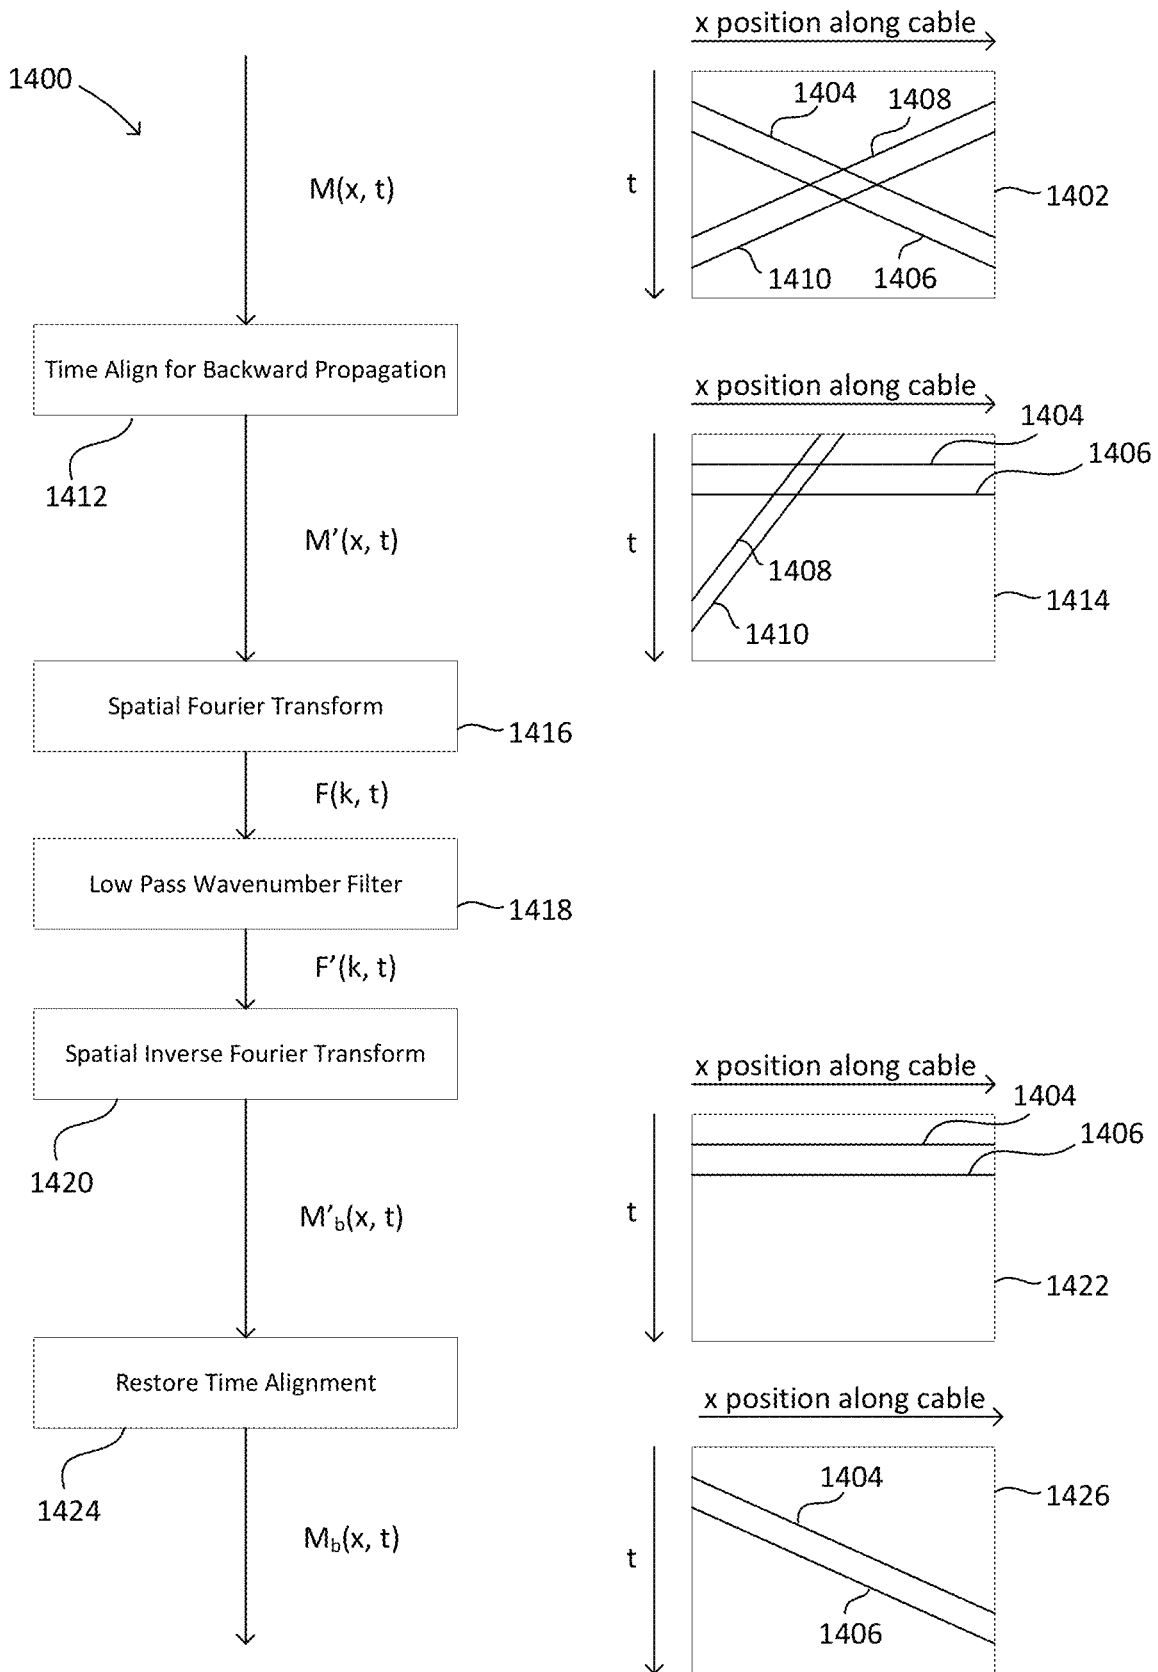 x position along cable
1400
1404
1408
M(x, t)
t
1402
1410
1406
Time Align for Backward Propagation
x position along cable
1404
1406
1412
M’(x, t)
t
1408
1414
1410
Spatial Fourier Transform
1416
F(k, t)
Low Pass Wavenumber Filter
1418
F’(k, t)
Spatial Inverse Fourier Transform
x position along cable
1404
1406
1420
M’b(x, t)
t
1422
Restore Time Alignment
x position along cable
1404
1426
1424
Mb(x, t)
t
1406